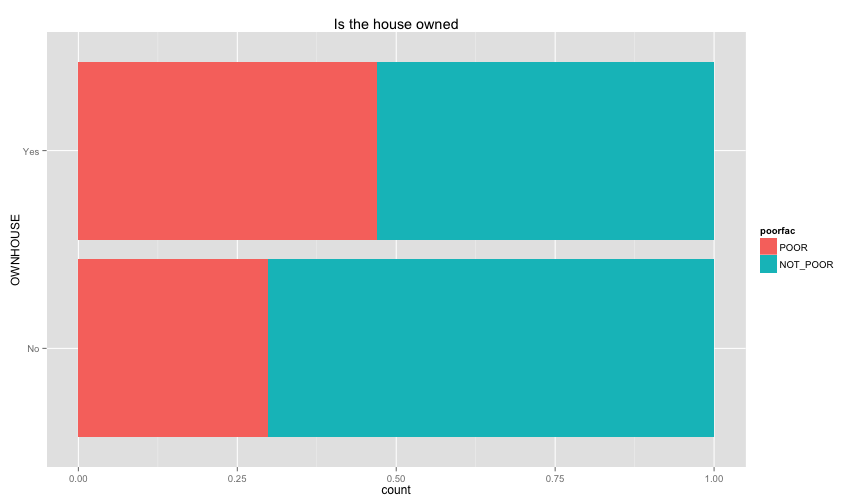 Is the house owned
OWNHOUSE
Yes
No
0.00 0.25 0.50 0.75 1.00
count
poorfac
POOR
NOT_POOR